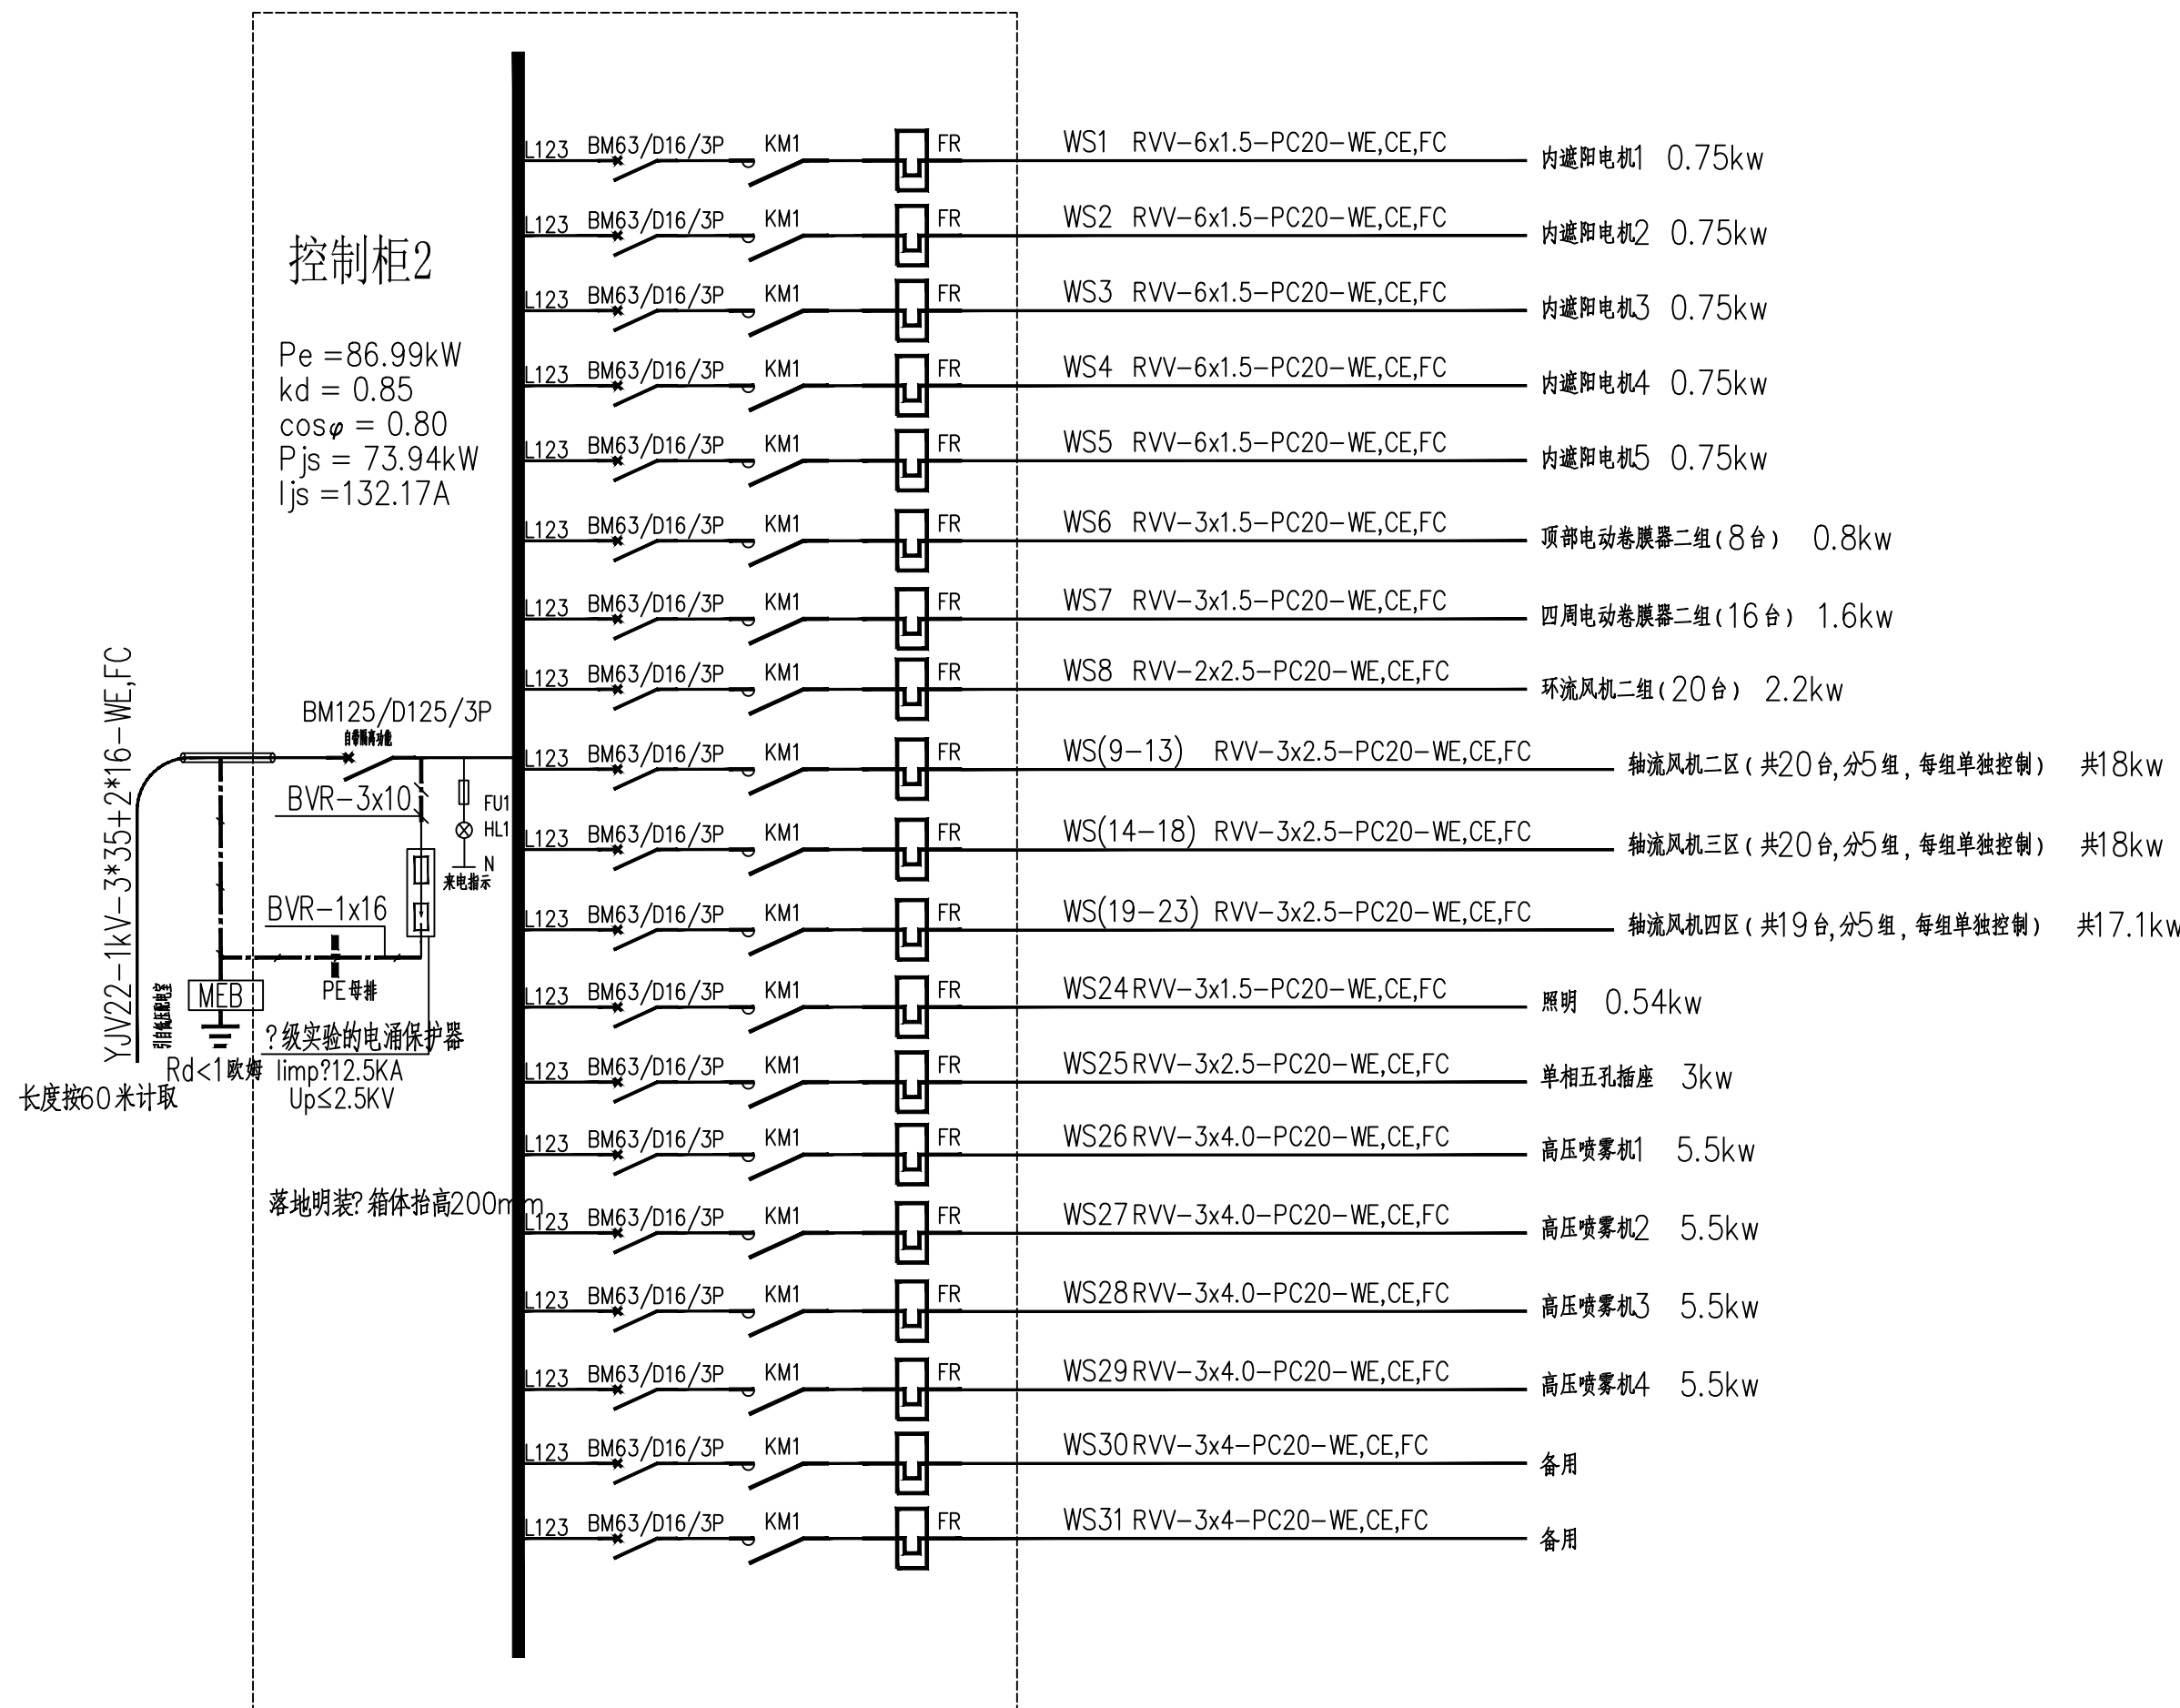 控制柜2
Pe =86.99kW
kd = 0.85
cosφ = 0.80
Pjs = 73.94kW
Ijs =132.17A
YJV22-1kV-3*35+2*16-WE,FC
引自低压配电室
长度按60米计取
BM125/D125/3P
自带隔离功能
BVR-3x10
FU1
HL1
N
来电指示
BVR-1x16
PE母排
MEB
Rd<1欧姆
?级实验的电涌保护器
Iimp?12.5KA
Up≤2.5KV
落地明装?箱体抬高200mm
L123 BM63/D16/3P KM1 FR WS1 RVV-6x1.5-PC20-WE,CE,FC 内遮阳电机1 0.75kw
L123 BM63/D16/3P KM1 FR WS2 RVV-6x1.5-PC20-WE,CE,FC 内遮阳电机2 0.75kw
L123 BM63/D16/3P KM1 FR WS3 RVV-6x1.5-PC20-WE,CE,FC 内遮阳电机3 0.75kw
L123 BM63/D16/3P KM1 FR WS4 RVV-6x1.5-PC20-WE,CE,FC 内遮阳电机4 0.75kw
L123 BM63/D16/3P KM1 FR WS5 RVV-6x1.5-PC20-WE,CE,FC 内遮阳电机5 0.75kw
L123 BM63/D16/3P KM1 FR WS6 RVV-3x1.5-PC20-WE,CE,FC 顶部电动卷膜器二组(8台) 0.8kw
L123 BM63/D16/3P KM1 FR WS7 RVV-3x1.5-PC20-WE,CE,FC 四周电动卷膜器二组(16台) 1.6kw
L123 BM63/D16/3P KM1 FR WS8 RVV-2x2.5-PC20-WE,CE,FC 环流风机二组(20台) 2.2kw
L123 BM63/D16/3P KM1 FR WS(9-13) RVV-3x2.5-PC20-WE,CE,FC 轴流风机二区(共20台,分5组,每组单独控制) 共18kw
L123 BM63/D16/3P KM1 FR WS(14-18) RVV-3x2.5-PC20-WE,CE,FC 轴流风机三区(共20台,分5组,每组单独控制) 共18kw
L123 BM63/D16/3P KM1 FR WS(19-23) RVV-3x2.5-PC20-WE,CE,FC 轴流风机四区(共19台,分5组,每组单独控制) 共17.1kw
L123 BM63/D16/3P KM1 FR WS24 RVV-3x1.5-PC20-WE,CE,FC 照明 0.54kw
L123 BM63/D16/3P KM1 FR WS25 RVV-3x2.5-PC20-WE,CE,FC 单相五孔插座 3kw
L123 BM63/D16/3P KM1 FR WS26 RVV-3x4.0-PC20-WE,CE,FC 高压喷雾机1 5.5kw
L123 BM63/D16/3P KM1 FR WS27 RVV-3x4.0-PC20-WE,CE,FC 高压喷雾机2 5.5kw
L123 BM63/D16/3P KM1 FR WS28 RVV-3x4.0-PC20-WE,CE,FC 高压喷雾机3 5.5kw
L123 BM63/D16/3P KM1 FR WS29 RVV-3x4.0-PC20-WE,CE,FC 高压喷雾机4 5.5kw
L123 BM63/D16/3P KM1 FR WS30 RVV-3x4-PC20-WE,CE,FC 备用
L123 BM63/D16/3P KM1 FR WS31 RVV-3x4-PC20-WE,CE,FC 备用